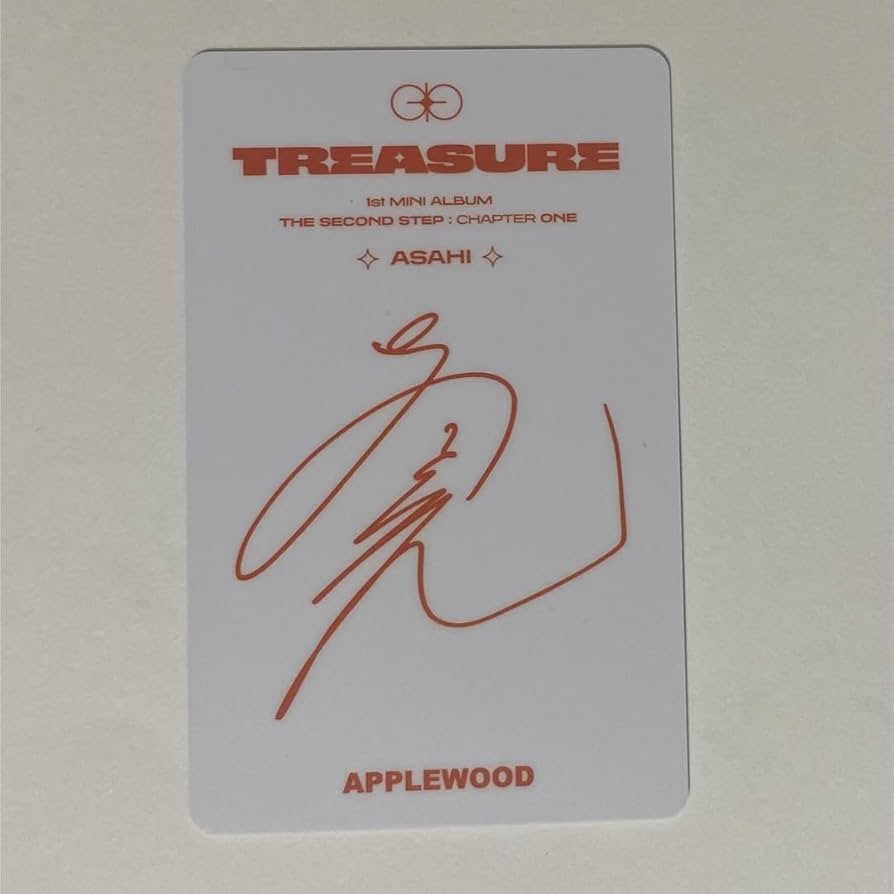 TREASURE
1st MINI ALBUM
THE SECOND STEP : CHAPTER ONE
ASAHI
APPLEWOOD